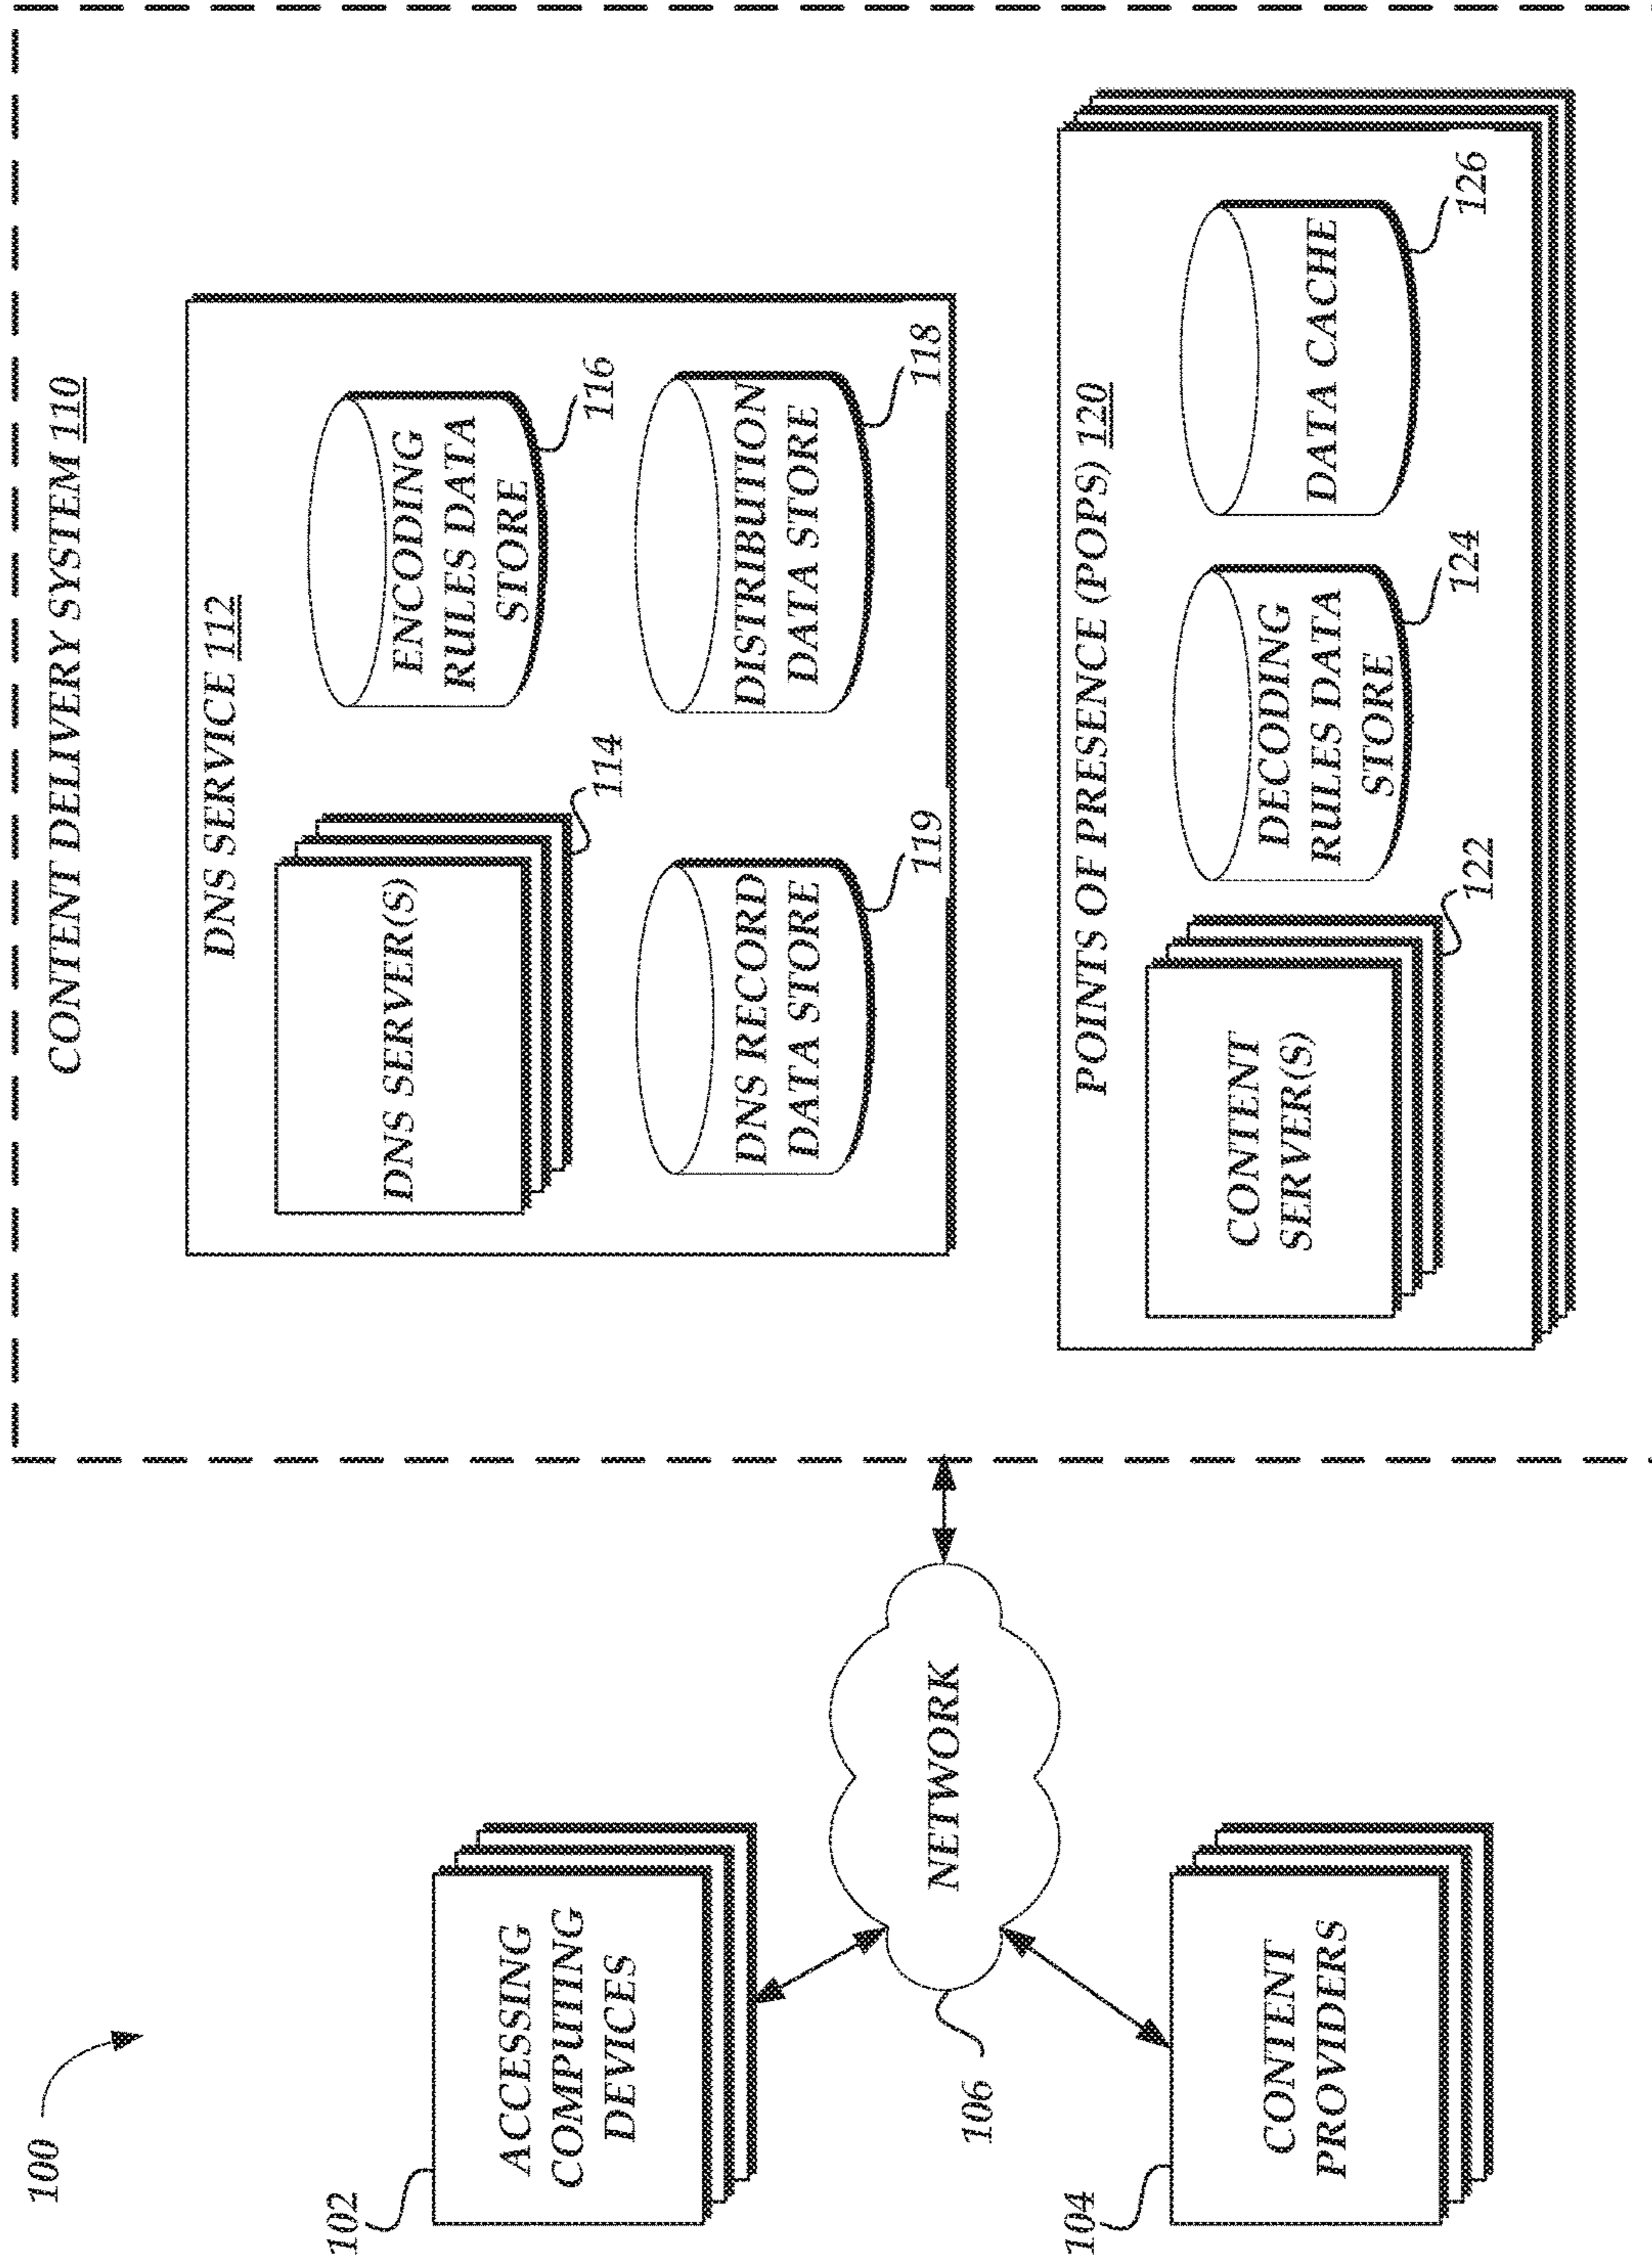 100
102
ACCESSING
COMPUTING
DEVICES
NETWORK
106
104
CONTENT
PROVIDERS
CONTENT DELIVERY SYSTEM 110
DNS SERVICE 112
DNS SERVER(S)
114
ENCODING
RULES DATA
STORE
116
DNS RECORD
DATA STORE
119
DISTRIBUTION
DATA STORE
118
POINTS OF PRESENCE (POPS) 120
CONTENT
SERVER(S)
122
DECODING
RULES DATA
STORE
124
DATA CACHE
126